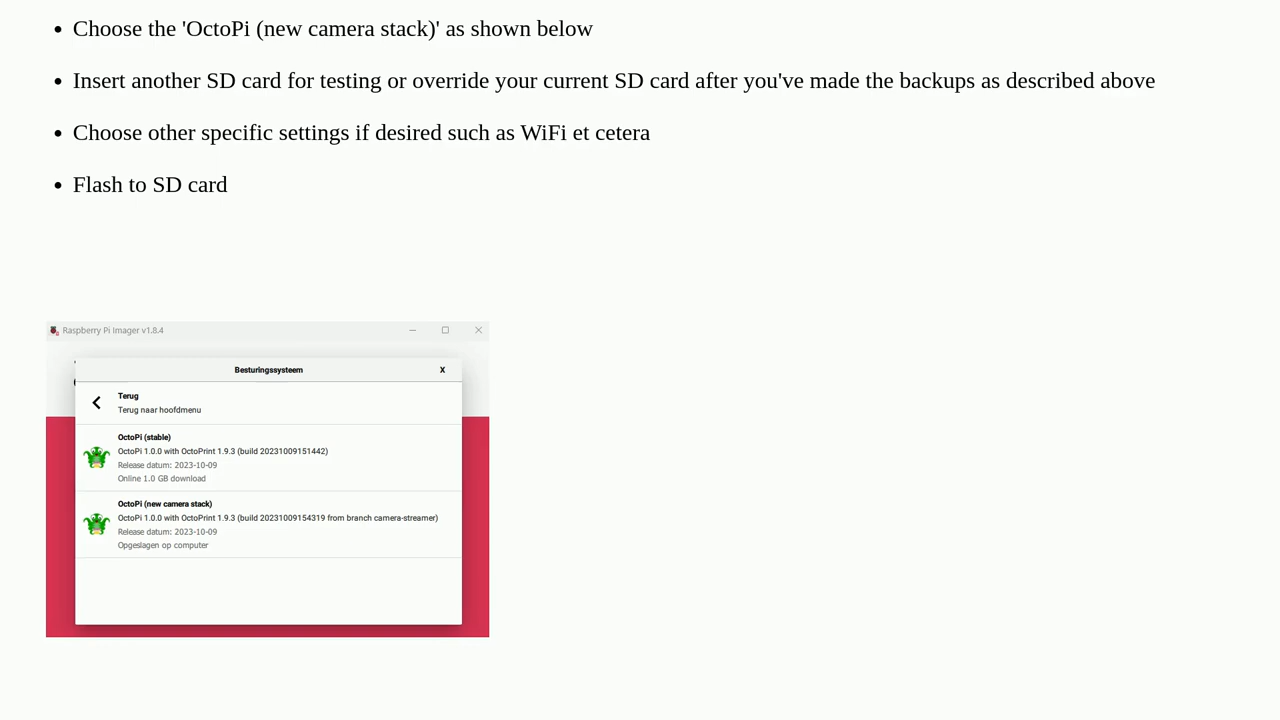 Choose the 'OctoPi (new camera stack)' as shown below
Insert another SD card for testing or override your current SD card after you've made the backups as described above
Choose other specific settings if desired such as WiFi et cetera
Flash to SD card
Raspberry Pi Imager v1.8.4
Besturingssysteem X
Terug
Terug naar hoofdmenu
OctoPi (stable)
OctoPi 1.0.0 with OctoPrint 1.9.3 (build 20231009151442)
Release datum: 2023-10-09
Online 1.0 GB download
OctoPi (new camera stack)
OctoPi 1.0.0 with OctoPrint 1.9.3 (build 20231009154319 from branch camera-streamer)
Release datum: 2023-10-09
Opgeslagen op computer